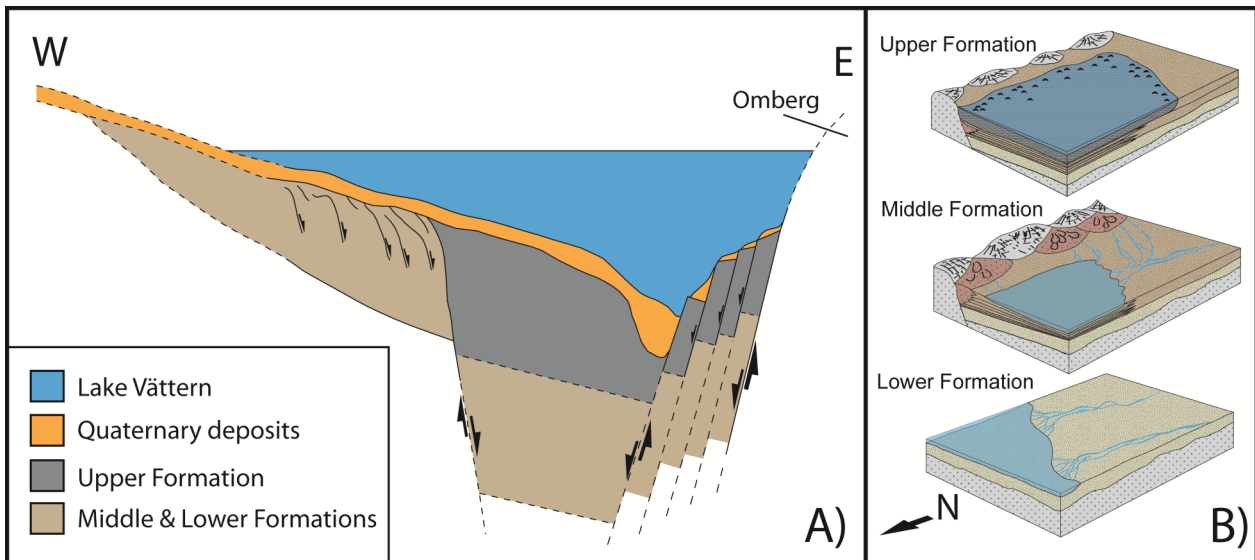 W
E
Omberg
Lake Vättern
Quaternary deposits
Upper Formation
Middle & Lower Formations
A)
Upper Formation
Middle Formation
Lower Formation
N
B)